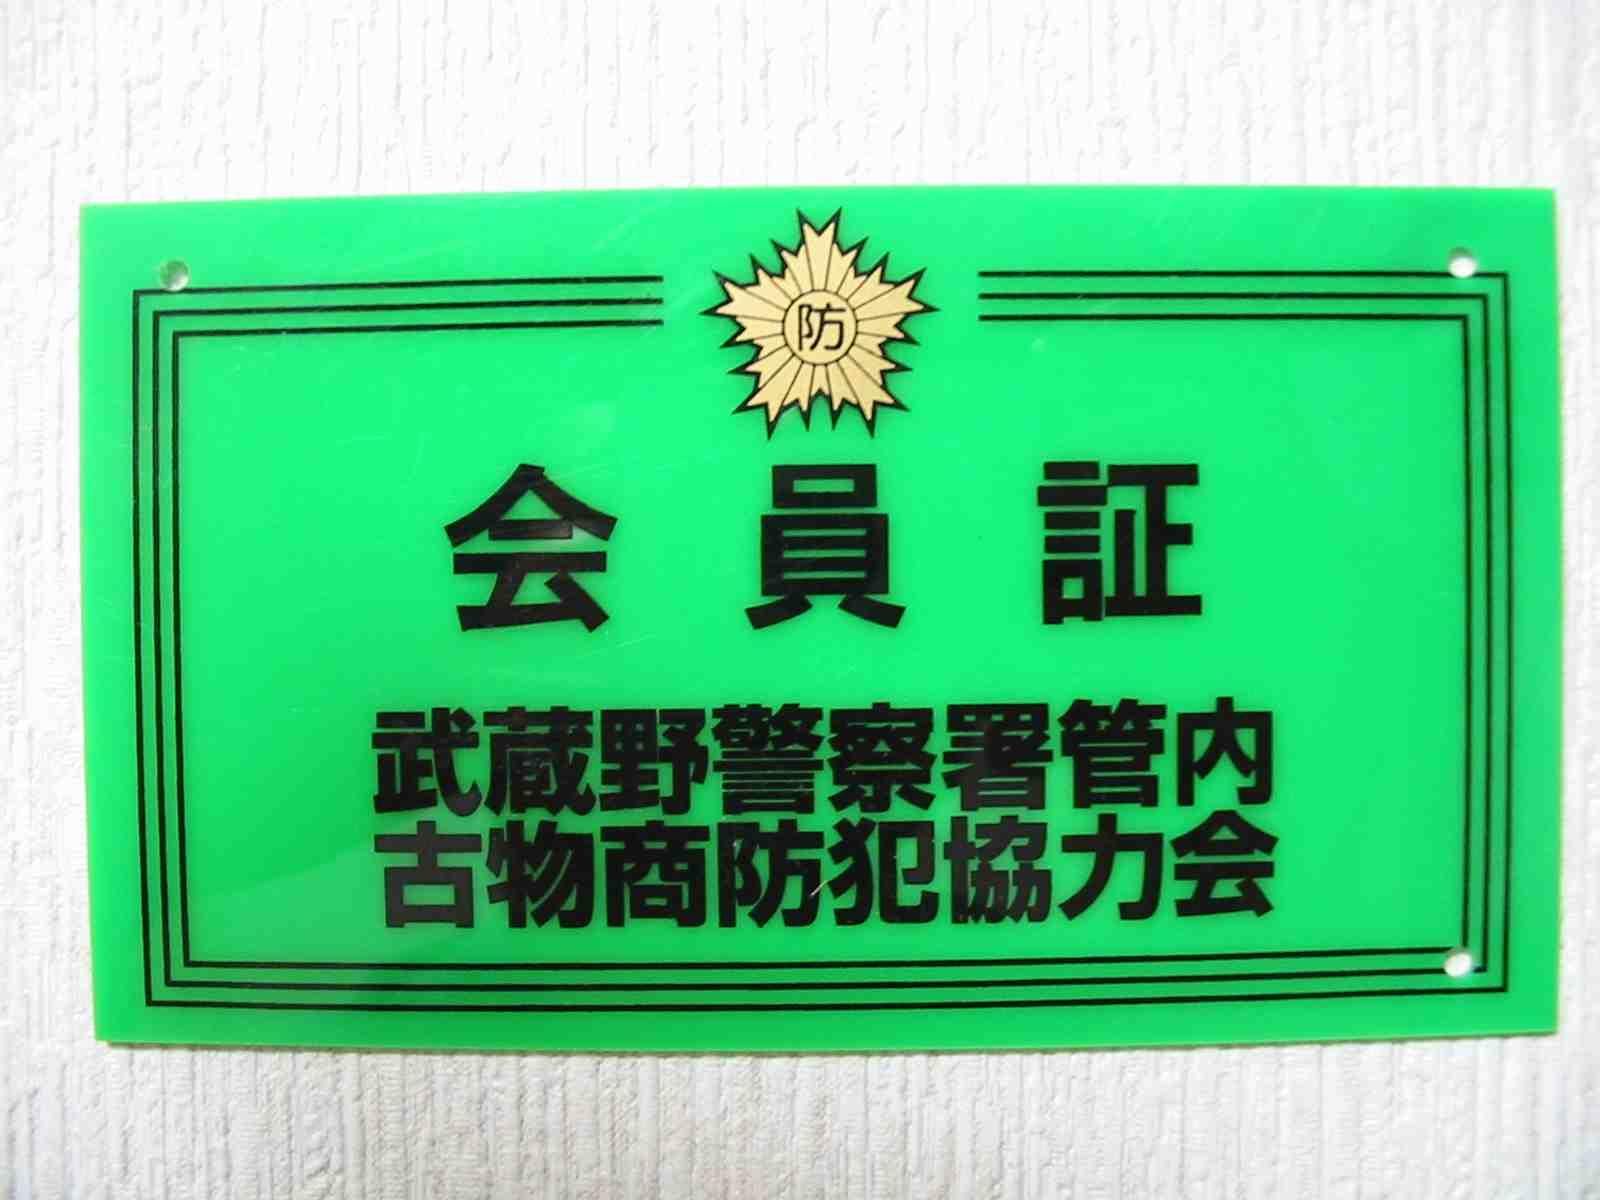 防
会員証
武蔵野警察署管内
古物商防犯協力会